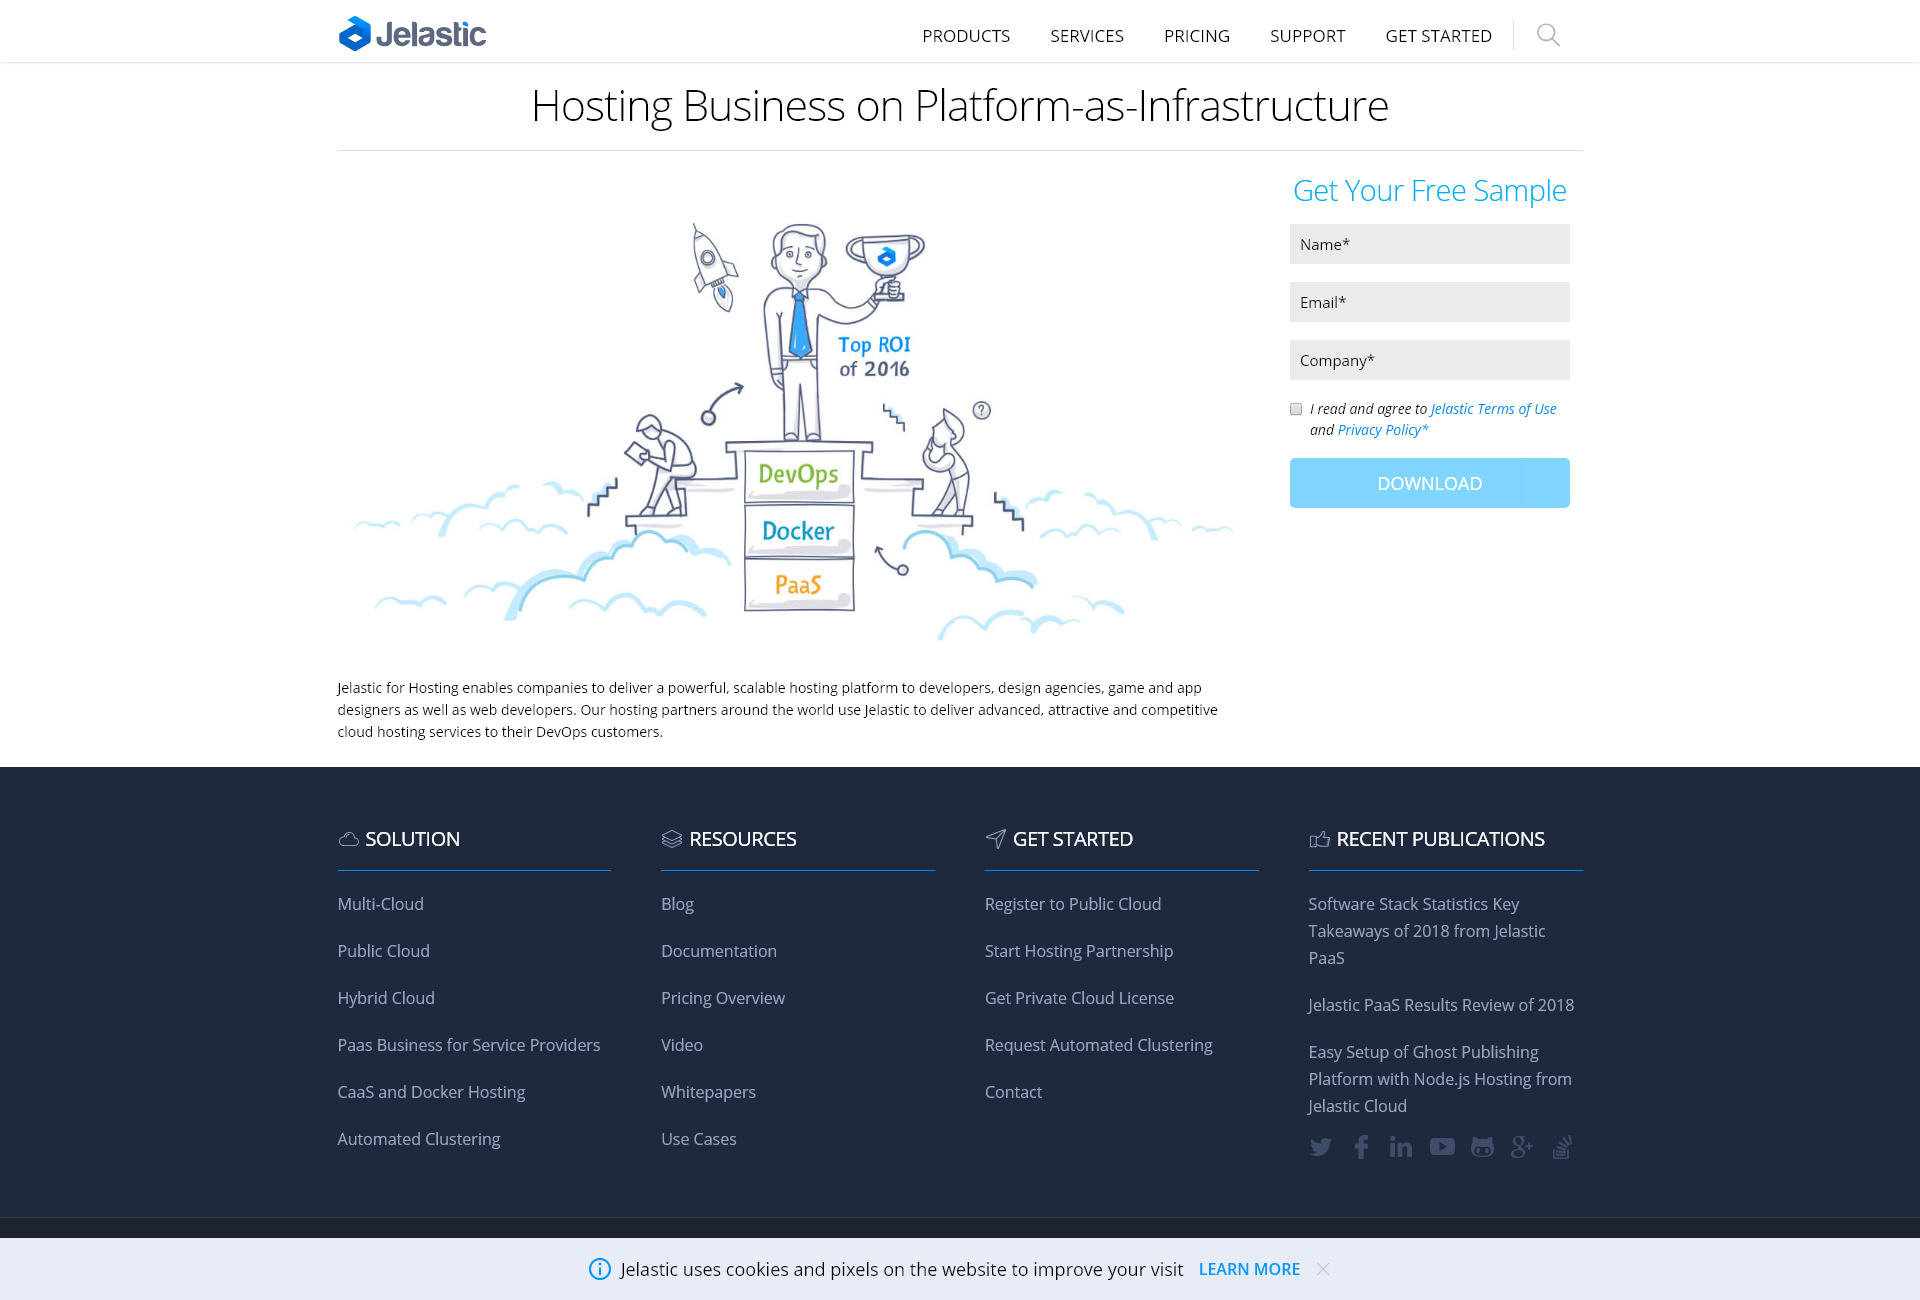 Jelastic
PRODUCTS SERVICES PRICING SUPPORT GET STARTED
Hosting Business on Platform-as-Infrastructure
Get Your Free Sample
Name*
Email*
Company*
I read and agree to Jelastic Terms of Use
and Privacy Policy*
DOWNLOAD
Top ROI
of 2016
?
DevOps
Docker
PaaS
Jelastic for Hosting enables companies to deliver a powerful, scalable hosting platform to developers, design agencies, game and app
designers as well as web developers. Our hosting partners around the world use Jelastic to deliver advanced, attractive and competitive
cloud hosting services to their DevOps customers.
SOLUTION
Multi-Cloud
Public Cloud
Hybrid Cloud
Paas Business for Service Providers
CaaS and Docker Hosting
Automated Clustering
RESOURCES
Blog
Documentation
Pricing Overview
Video
Whitepapers
Use Cases
GET STARTED
Register to Public Cloud
Start Hosting Partnership
Get Private Cloud License
Request Automated Clustering
Contact
RECENT PUBLICATIONS
Software Stack Statistics Key
Takeaways of 2018 from Jelastic
PaaS
Jelastic PaaS Results Review of 2018
Easy Setup of Ghost Publishing
Platform with Node.js Hosting from
Jelastic Cloud
Jelastic uses cookies and pixels on the website to improve your visit LEARN MORE